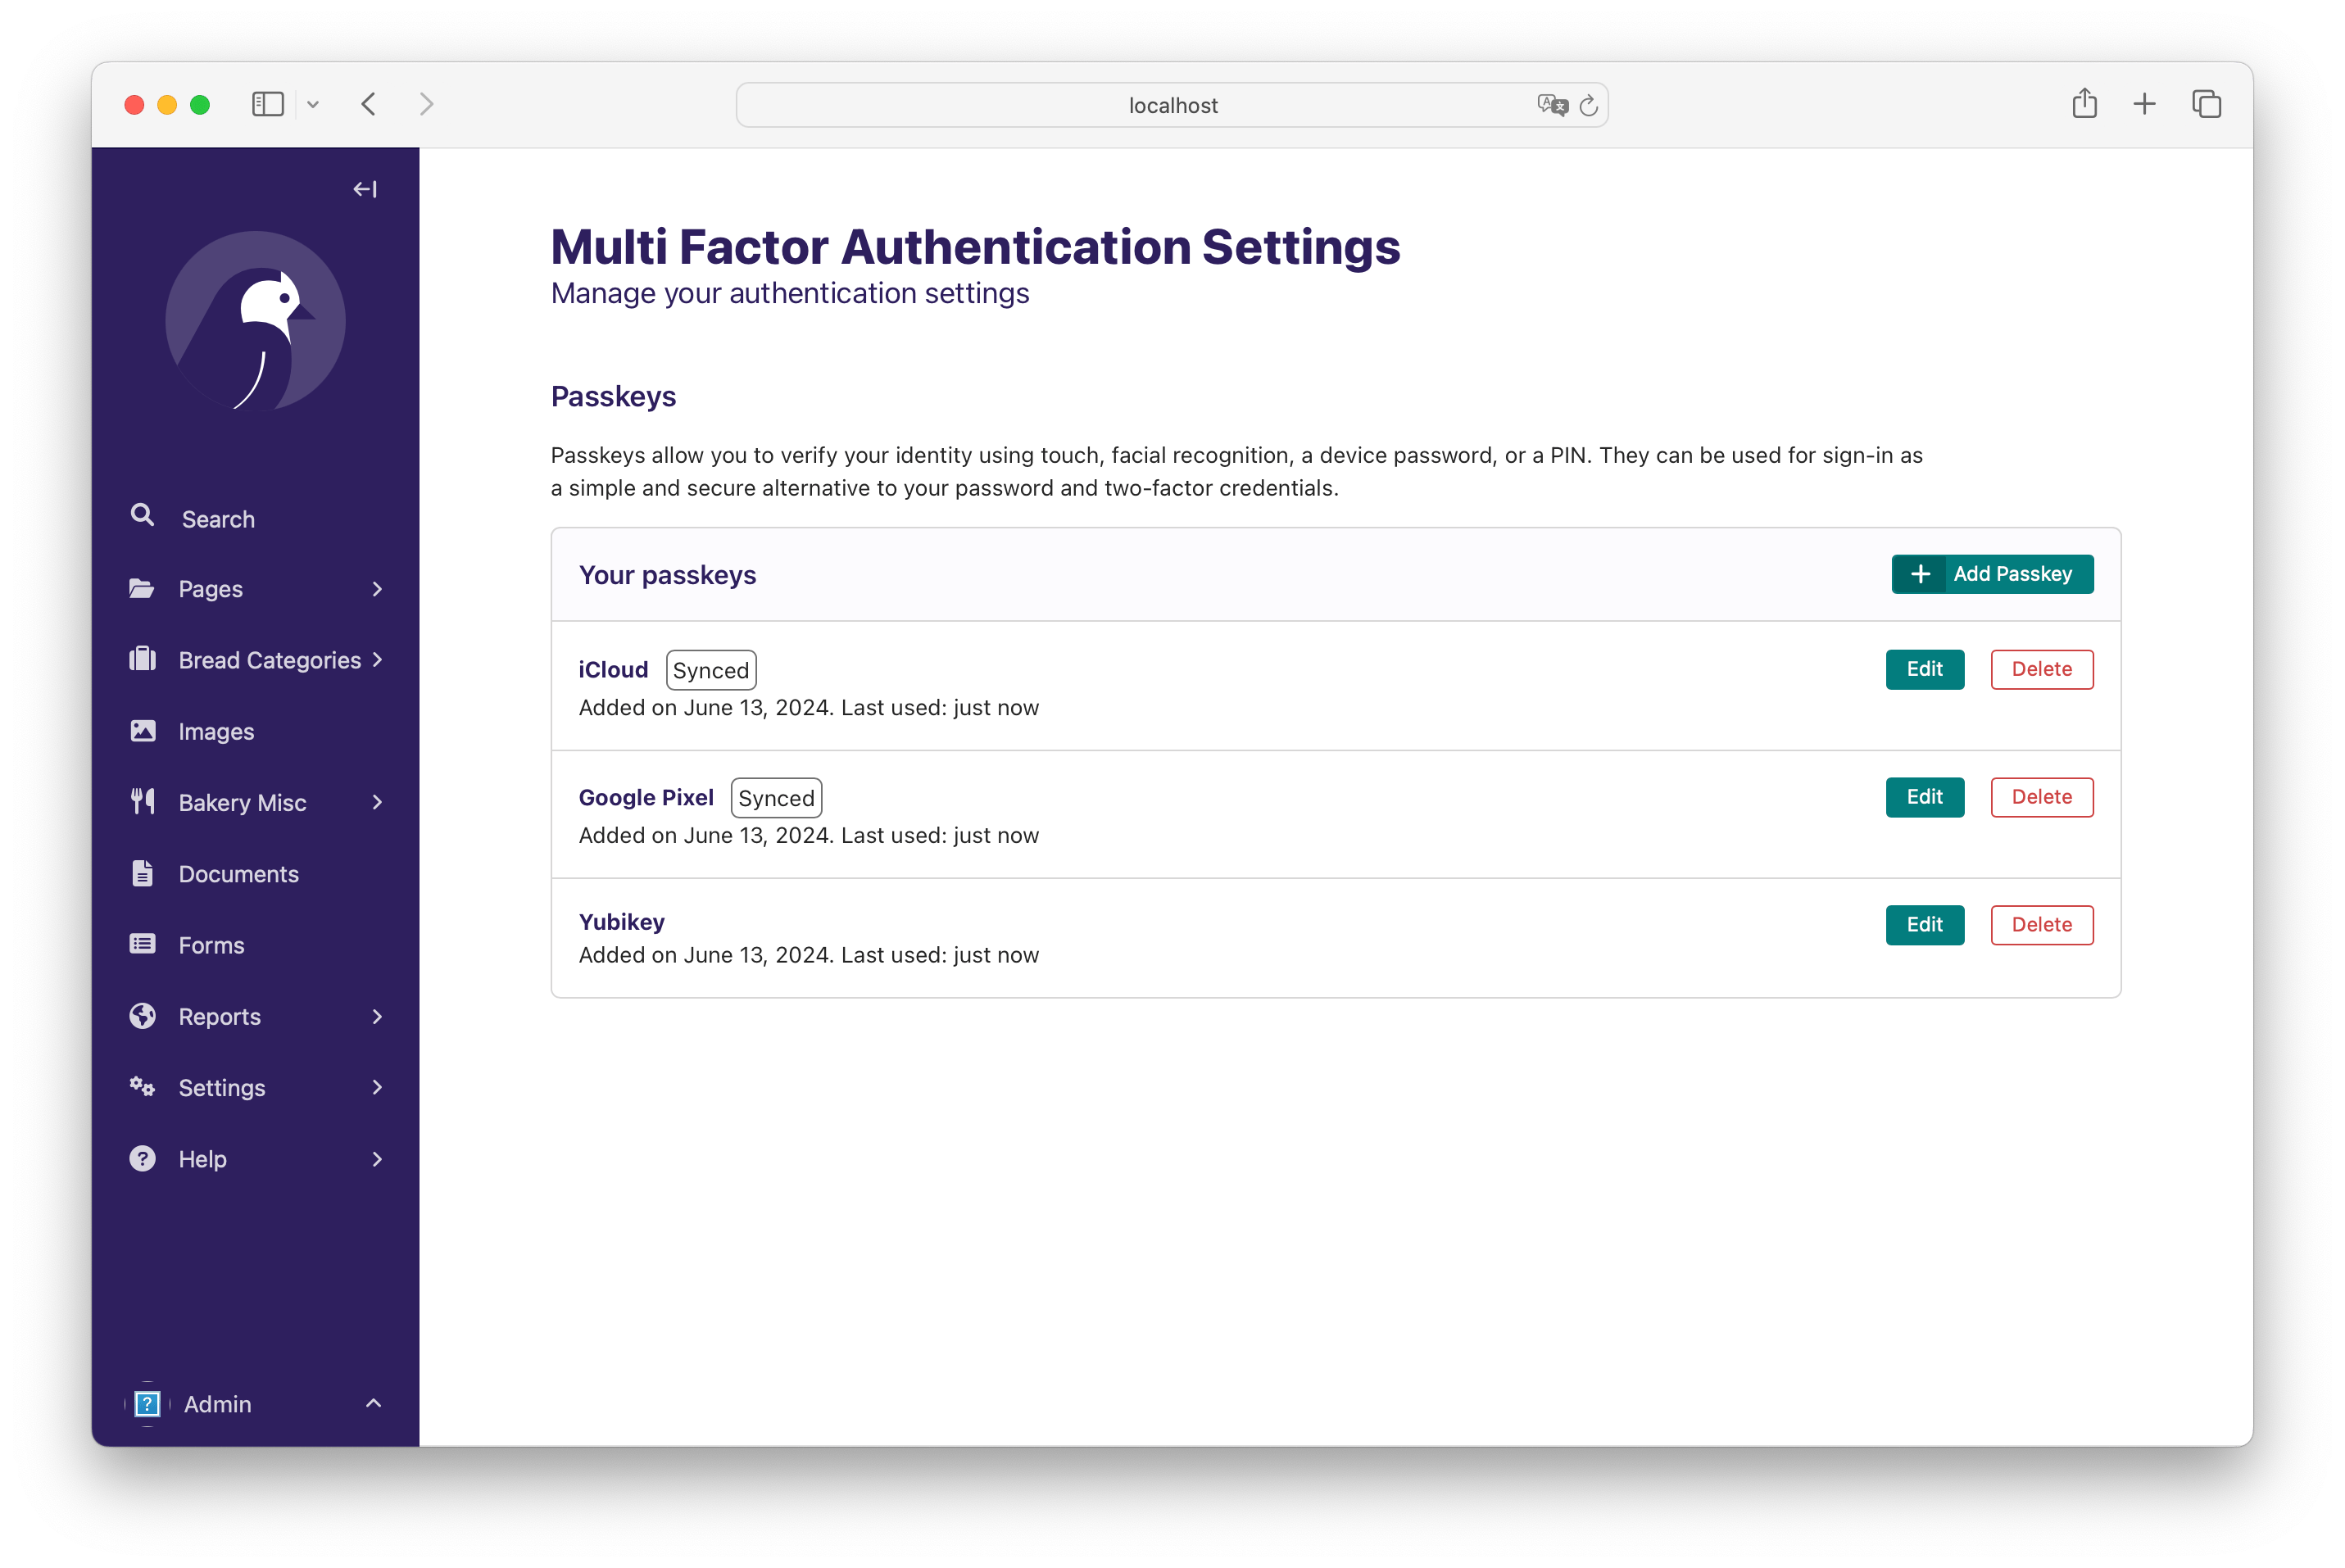 localhost
Multi Factor Authentication Settings
Manage your authentication settings
Passkeys
Passkeys allow you to verify your identity using touch, facial recognition, a device password, or a PIN. They can be used for sign-in as
a simple and secure alternative to your password and two-factor credentials.
Your passkeys
Add Passkey
iCloud Synced
Added on June 13, 2024. Last used: just now
Edit Delete
Google Pixel Synced
Added on June 13, 2024. Last used: just now
Edit Delete
Yubikey
Added on June 13, 2024. Last used: just now
Edit Delete
Search
Pages
Bread Categories
Images
Bakery Misc
Documents
Forms
Reports
Settings
Help
Admin